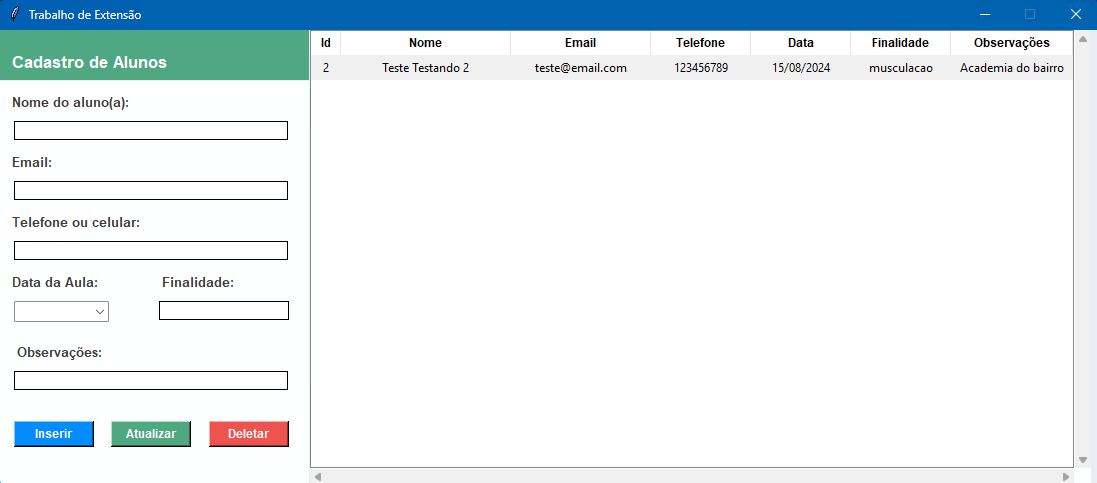 Trabalho de Extensão
Cadastro de Alunos
Nome do aluno(a):
Email:
Telefone ou celular:
Data da Aula: Finalidade:
Observações:
Inserir Atualizar Deletar
Id Nome Email Telefone Data Finalidade Observações
2 Teste Testando 2 teste@email.com 123456789 15/08/2024 musculacao Academia do bairro